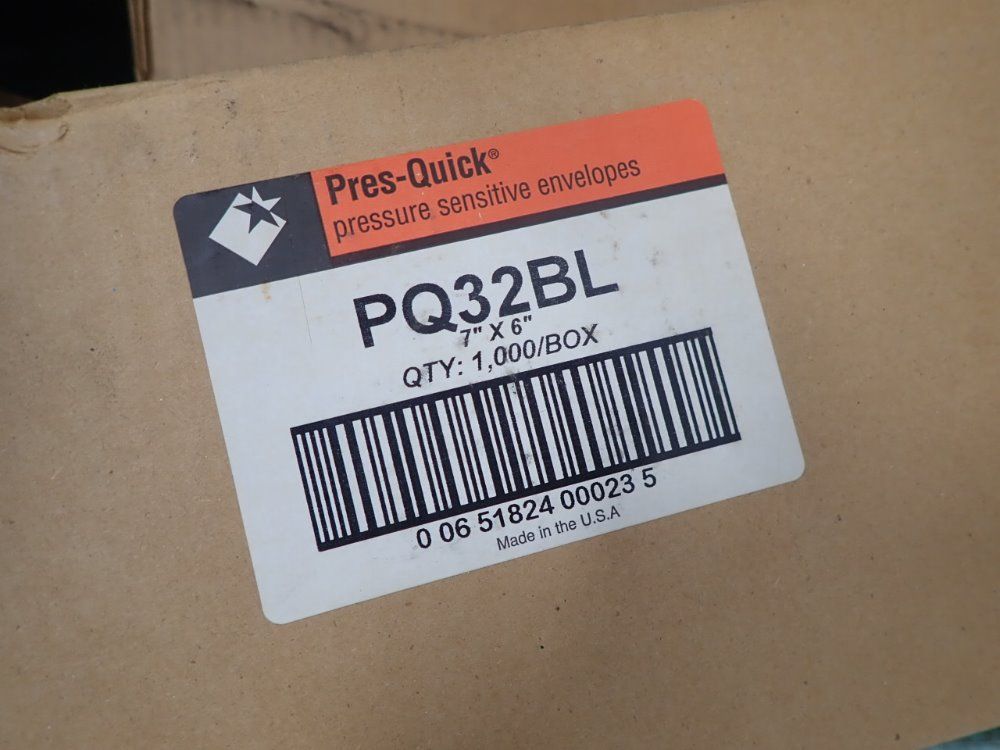 Pres-Quick®
pressure sensitive envelopes
PQ32BL
7" X 6"
QTY: 1,000/BOX
0 06 51824 00023 5
Made in the U.S.A